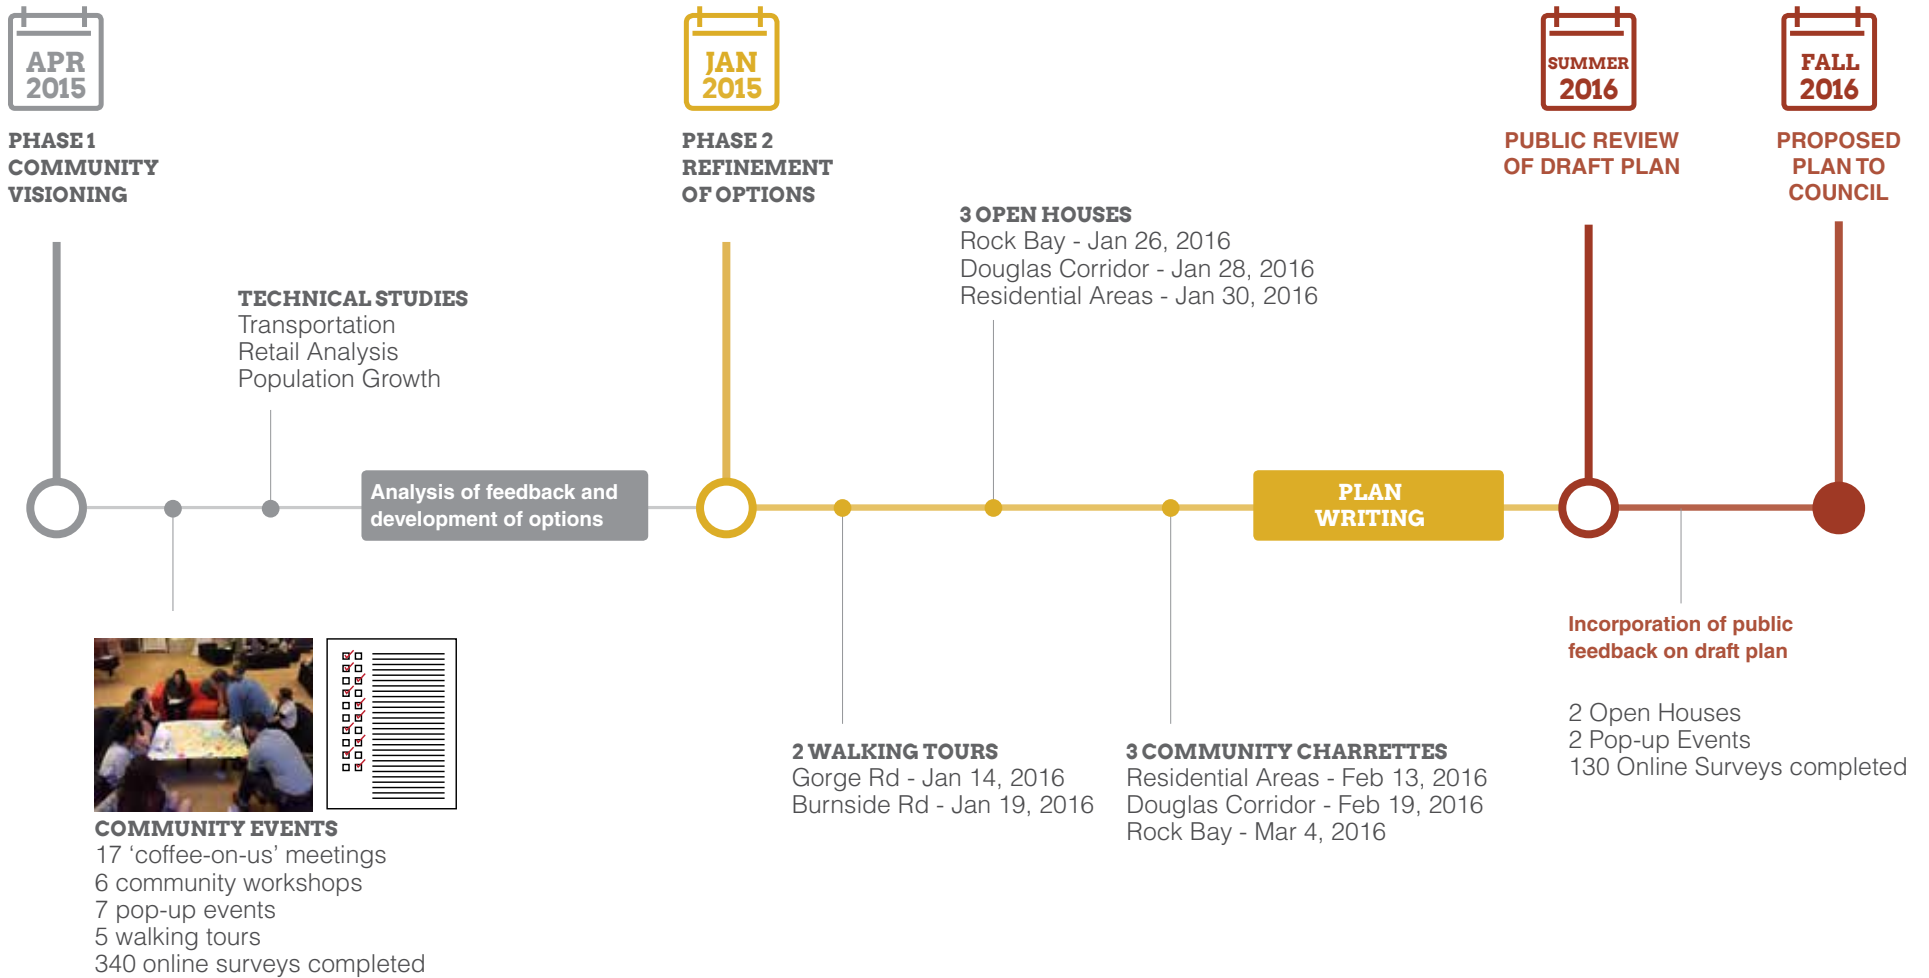 APR
2015
PHASE 1
COMMUNITY
VISIONING
TECHNICAL STUDIES
Transportation
Retail Analysis
Population Growth
Analysis of feedback and
development of options
COMMUNITY EVENTS
17 ‘coffee-on-us’ meetings
6 community workshops
7 pop-up events
5 walking tours
340 online surveys completed
JAN
2015
PHASE 2
REFINEMENT
OF OPTIONS
2 WALKING TOURS
Gorge Rd - Jan 14, 2016
Burnside Rd - Jan 19, 2016
3 OPEN HOUSES
Rock Bay - Jan 26, 2016
Douglas Corridor - Jan 28, 2016
Residential Areas - Jan 30, 2016
3 COMMUNITY CHARRETTES
Residential Areas - Feb 13, 2016
Douglas Corridor - Feb 19, 2016
Rock Bay - Mar 4, 2016
PLAN
WRITING
SUMMER
2016
PUBLIC REVIEW
OF DRAFT PLAN
Incorporation of public
feedback on draft plan
2 Open Houses
2 Pop-up Events
130 Online Surveys completed
FALL
2016
PROPOSED
PLAN TO
COUNCIL